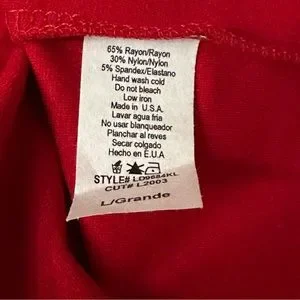 65% Rayon/Rayon
30% Nylon/Nylon
5% Spandex/Elastano
Hand wash cold
Do not bleach
Low iron
Made in U.S.A.
Lavar agua fria
No usar blanqueador
Planchar al reves
Secar colgado
Hecho en E.U.A
STYLE# LD9684KL
CUT# L2003
L/Grande